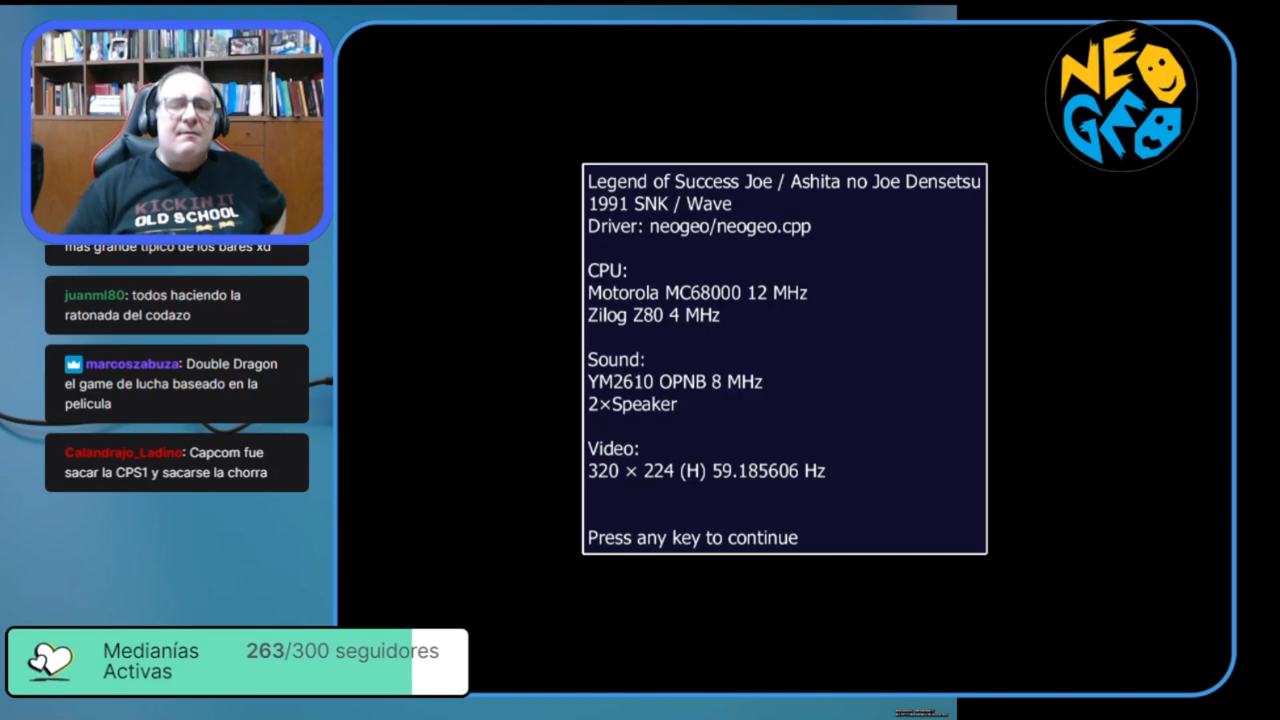 NEO
GEO
KICKIN IT
OLD SCHOOL
mas grande tipico de los bares xd
juanml80: todos haciendo la
ratonada del codazo
marcoszabuza: Double Dragon
el game de lucha baseado en la
pelicula
Calandrajo_Ladino: Capcom fue
sacar la CPS1 y sacarse la chorra
Legend of Success Joe / Ashita no Joe Densetsu
1991 SNK / Wave
Driver: neogeo/neogeo.cpp
CPU:
Motorola MC68000 12 MHz
Zilog Z80 4 MHz
Sound:
YM2610 OPNB 8 MHz
2×Speaker
Video:
320 × 224 (H) 59.185606 Hz
Press any key to continue
Medianías
Activas
263/300 seguidores